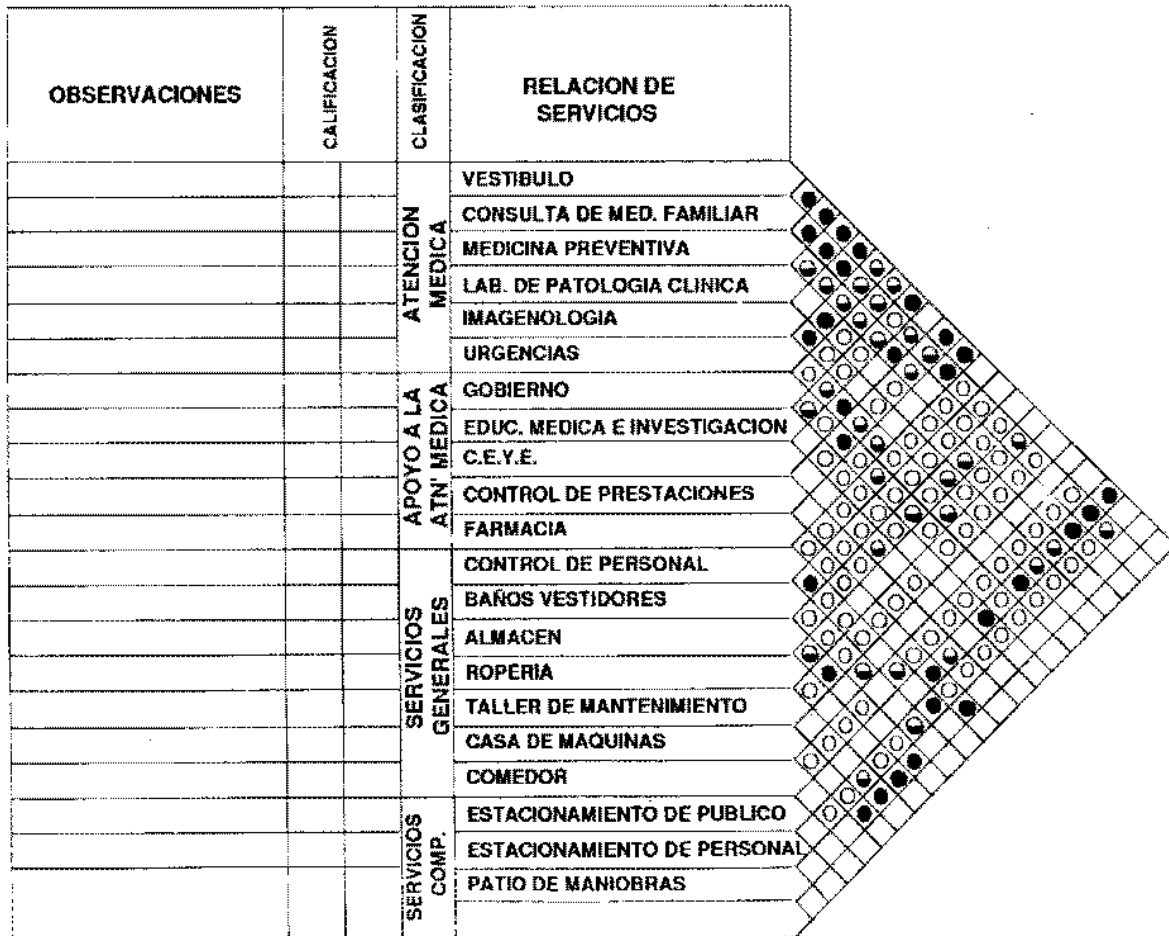 OBSERVACIONES
CALIFICACION
CLASIFICACION
RELACION DE
SERVICIOS
ATENCION
MEDICA
VESTIBULO
CONSULTA DE MED. FAMILIAR
MEDICINA PREVENTIVA
LAB. DE PATOLOGIA CLINICA
IMAGENOLOGIA
URGENCIAS
APOYO A LA
ATN' MEDICA
GOBIERNO
EDUC. MEDICA E INVESTIGACION
C.E.Y.E.
CONTROL DE PRESTACIONES
FARMACIA
SERVICIOS
GENERALES
CONTROL DE PERSONAL
BAÑOS VESTIDORES
ALMACEN
ROPERIA
TALLER DE MANTENIMIENTO
CASA DE MAQUINAS
COMEDOR
SERVICIOS
COMP.
ESTACIONAMIENTO DE PUBLICO
ESTACIONAMIENTO DE PERSONAL
PATIO DE MANIOBRAS